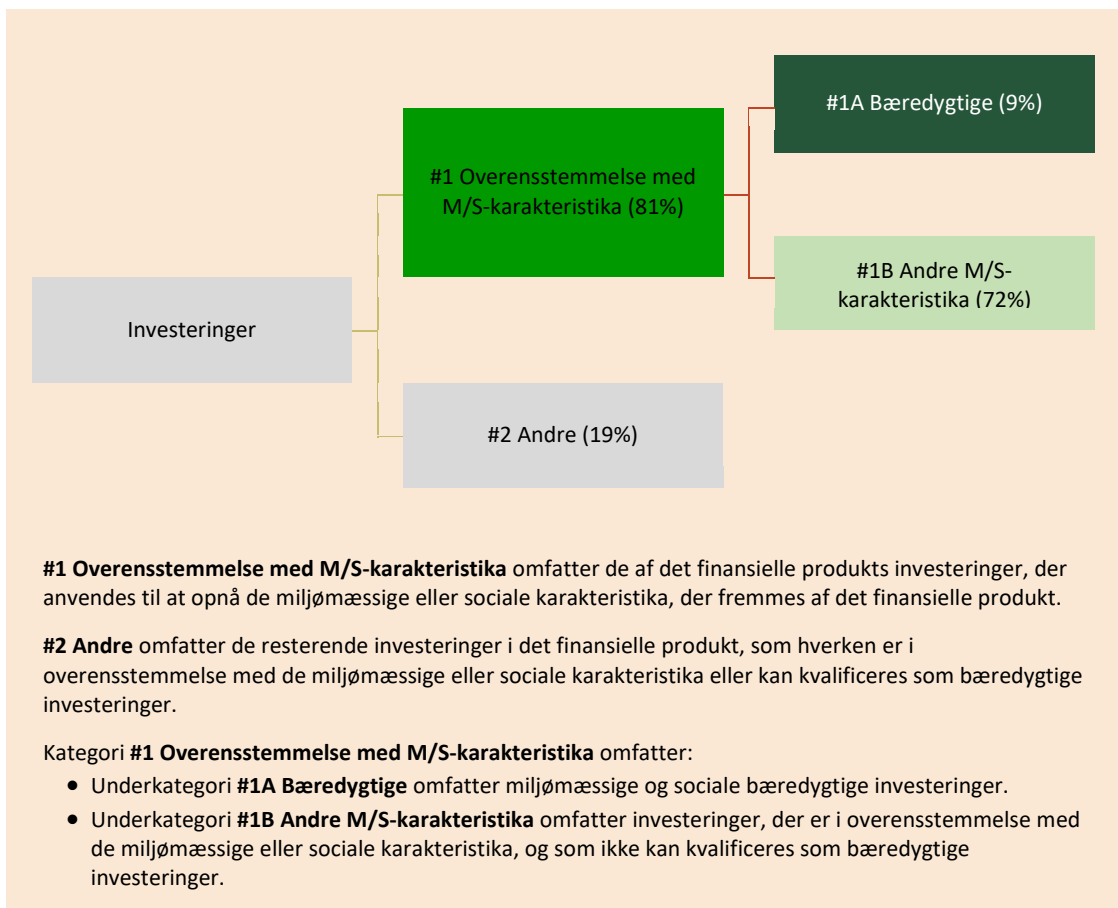 #1A Bæredygtige (9%)
#1 Overensstemmelse med
M/S-karakteristika (81%)
#1B Andre M/S-
karakteristika (72%)
Investeringer
#2 Andre (19%)
#1 Overensstemmelse med M/S-karakteristika omfatter de af det finansielle produkts investeringer, der
anvendes til at opnå de miljømæssige eller sociale karakteristika, der fremmes af det finansielle produkt.
#2 Andre omfatter de resterende investeringer i det finansielle produkt, som hverken er i
overensstemmelse med de miljømæssige eller sociale karakteristika eller kan kvalificeres som bæredygtige
investeringer.
Kategori #1 Overensstemmelse med M/S-karakteristika omfatter:
• Underkategori #1A Bæredygtige omfatter miljømæssige og sociale bæredygtige investeringer.
• Underkategori #1B Andre M/S-karakteristika omfatter investeringer, der er i overensstemmelse med
de miljømæssige eller sociale karakteristika, og som ikke kan kvalificeres som bæredygtige
investeringer.